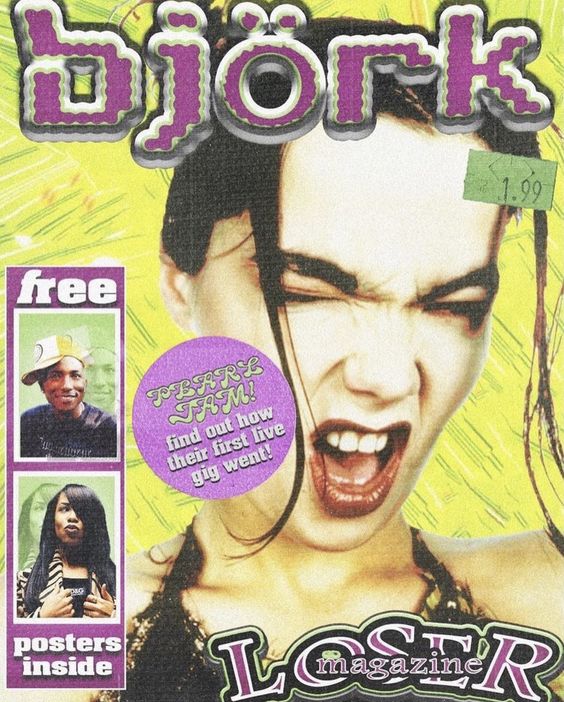 björk
1.99
free
PEARL
JAM!
find out how
their first live
gig went!
D&G
posters
inside
LOSER
magazine